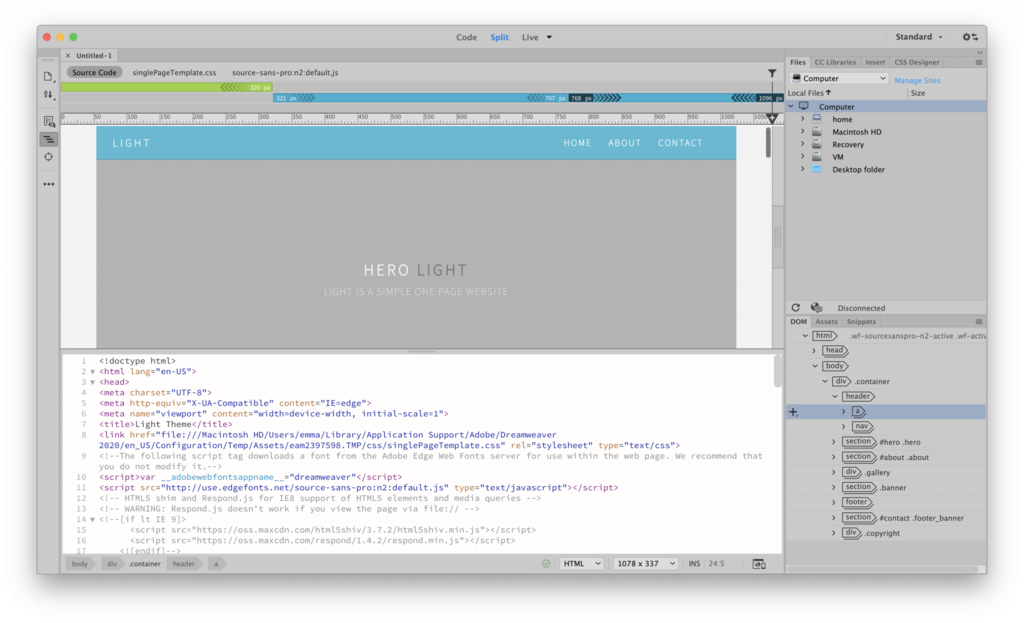 Code Split Live Standard
Untitled-1
Source Code singlePageTemplate.css source-sans-pro:n2:default.js
320 px
321 px 767 px 768 px 1096 px
0 50 100 150 200 250 300 350 400 450 500 550 600 650 700 750 800 850 900 950 1000 1050
LIGHT HOME ABOUT CONTACT
HERO LIGHT
LIGHT IS A SIMPLE ONE PAGE WEBSITE
1 <!doctype html>
2 <html lang="en-US">
3 <head>
4 <meta charset="UTF-8">
5 <meta http-equiv="X-UA-Compatible" content="IE=edge">
6 <meta name="viewport" content="width=device-width, initial-scale=1">
7 <title>Light Theme</title>
8 <link href="file:///Macintosh HD/Users/emma/Library/Application Support/Adobe/Dreamweaver
2020/en_US/Configuration/Temp/Assets/eam2397598.TMP/css/singlePageTemplate.css" rel="stylesheet" type="text/css">
9 <!--The following script tag downloads a font from the Adobe Edge Web Fonts server for use within the web page. We recommend that
you do not modify it.-->
10 <script>var __adobewebfontsappname__="dreamweaver"</script>
11 <script src="http://use.edgefonts.net/source-sans-pro:n2:default.js" type="text/javascript"></script>
12 <!-- HTML5 shim and Respond.js for IE8 support of HTML5 elements and media queries -->
13 <!-- WARNING: Respond.js doesn't work if you view the page via file:// -->
14 <!--[if lt IE 9]>
15 <script src="https://oss.maxcdn.com/html5shiv/3.7.2/html5shiv.min.js"></script>
16 <script src="https://oss.maxcdn.com/respond/1.4.2/respond.min.js"></script>
17 <![endif]-->
body div .container header a HTML 1078 x 337 INS 24:5
Files CC Libraries Insert CSS Designer
Computer Manage Sites
Local Files Size
Computer
home
Macintosh HD
Recovery
VM
Desktop folder
Disconnected
DOM Assets Snippets
html .wf-sourcesanspro-n2-active .wf-activ
head
body
div .container
header
a
nav
section #hero .hero
section #about .about
div .gallery
section .banner
footer
section #contact .footer_banner
div .copyright